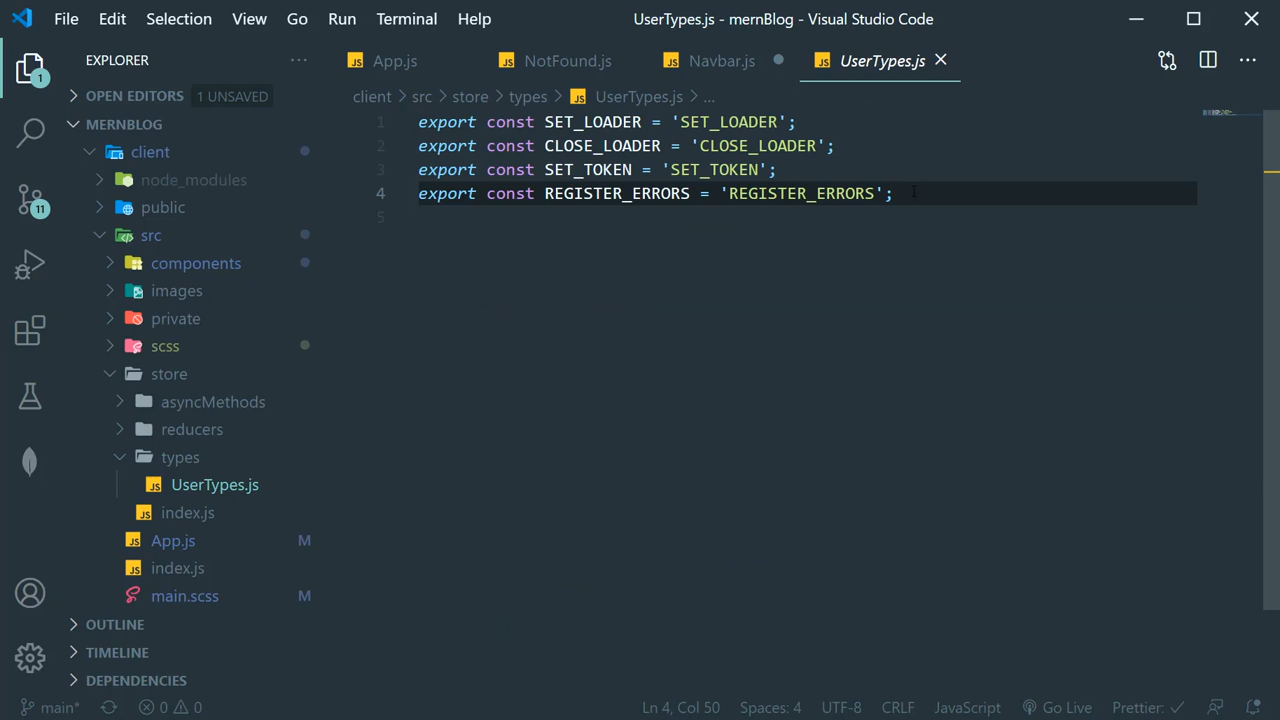 File Edit Selection View Go Run Terminal Help UserTypes.js - mernBlog - Visual Studio Code
EXPLORER
1 
OPEN EDITORS 1 UNSAVED
MERNBLOG
client
node_modules
public
11
src
components
images
private
scss
store
asyncMethods
reducers
types
UserTypes.js
index.js
App.js M
index.js
main.scss M
OUTLINE
TIMELINE
DEPENDENCIES
App.js NotFound.js Navbar.js UserTypes.js
client > src > store > types > UserTypes.js > ...
1 export const SET_LOADER = 'SET_LOADER';
2 export const CLOSE_LOADER = 'CLOSE_LOADER';
3 export const SET_TOKEN = 'SET_TOKEN';
4 export const REGISTER_ERRORS = 'REGISTER_ERRORS';
5
main* 0 0 Ln 4, Col 50 Spaces: 4 UTF-8 CRLF JavaScript Go Live Prettier: ✓